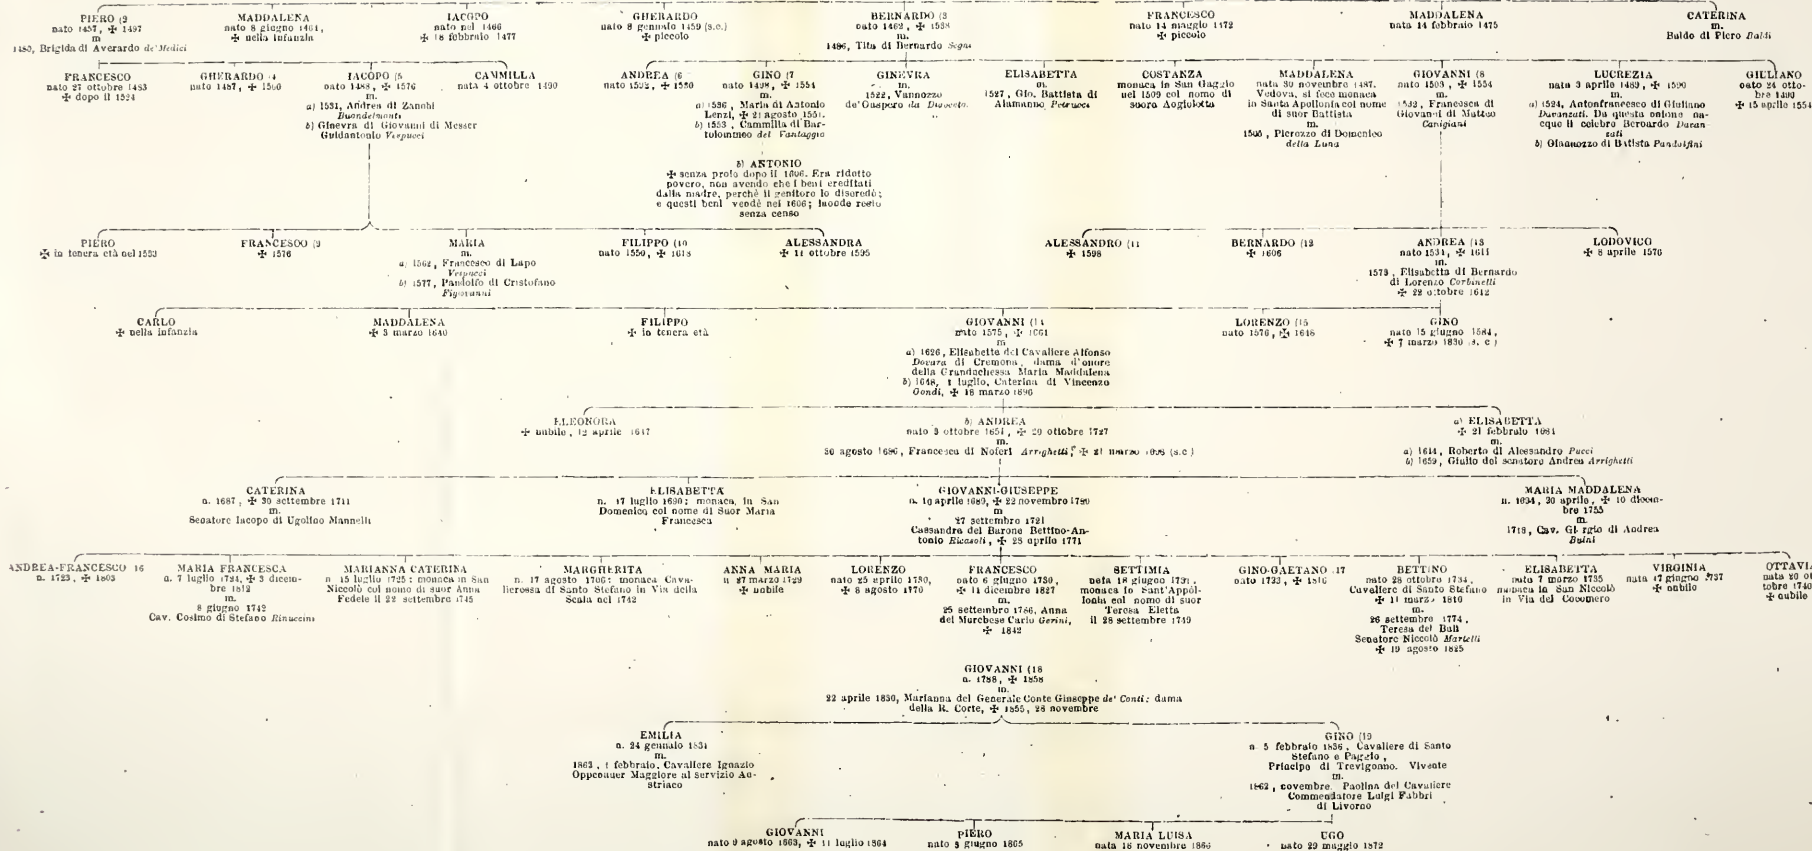 PIERO (2
nato 1457, ✠ 1497
m
1480, Brigida di Averardo de' Medici
MADDALENA
nata 8 giugno 1461,
✠ nella infanzia
IACOPO
nato nel 1466
✠ 18 febbraio 1477
GHERARDO
nato 8 gennaio 1459 (s.c.)
✠ piccolo
BERNARDO (3
nato 1462, ✠ 1538
m.
1486, Tita di Bernardo Segni
FRANCESCO
nato 14 maggio 1472
✠ piccolo
MADDALENA
nata 14 febbraio 1475
CATERINA
m.
Baldo di Piero Baldi
FRANCESCO
nato 27 ottobre 1483
✠ dopo il 1524
GHERARDO (4
nato 1487, ✠ 1560
IACOPO (5
nato 1488, ✠ 1576
m.
a) 1531, Andrea di Zanobi
Buondelmonti
b) Ginevra di Giovanni di Messer
Guidantonio Vespucci
CAMMILLA
nata 4 ottobre 1490
ANDREA (6
nato 1502, ✠ 1580
GINO (7
nato 1498, ✠ 1554
m.
a) 1536, Maria di Antonio
Lenzi, ✠ 21 agosto 1551.
b) 1553, Cammilla di Bar-
tolommeo del Vantaggio
GINEVRA
m.
1522, Vannozzo
de' Gaspero da Diacceto.
ELISABETTA
m.
1527, Gio. Battista di
Alamanno Petrucci
COSTANZA
monaca in San Gaggio
nel 1509 col nome di
suora Angioletta
MADDALENA
nata 30 novembre 1487.
Vedova, si fece monaca
in Santa Apollonia col nome
di suor Battista
m.
1505, Pierozzo di Domenico
della Luna
GIOVANNI (8
nato 1503, ✠ 1554
m.
1532, Francesca di
Giovanni di Matteo
Canigiani
LUCREZIA
nata 3 aprile 1489, ✠ 1590
m.
a) 1524, Antonfrancesco di Giuliano
Davanzati. Da questa unione na-
cque il celebre Bernardo Davan-
zati
b) Giannozzo di Batista Pandolfini
GIULIANO
nato 24 otto-
bre 1490
✠ 15 aprile 1554
b) ANTONIO
✠ senza prole dopo il 1606. Era ridotto
povero, non avendo che i beni ereditati
dalla madre, perchè il genitore lo disoredò;
e questi beni vendè nel 1606; laonde restò
senza censo
PIERO
✠ in tenera età nel 1533
FRANCESCO (9
✠ 1576
MARIA
m.
a) 1562, Francesco di Lapo
Vespucci
b) 1577, Pandolfo di Cristofano
Figiovanni
FILIPPO (10
nato 1550, ✠ 1618
ALESSANDRA
✠ 11 ottobre 1595
ALESSANDRO (11
✠ 1598
BERNARDO (12
✠ 1606
ANDREA (13
nato 1534, ✠ 1611
m.
1573, Elisabetta di Bernardo
di Lorenzo Corbinelli
✠ 22 ottobre 1612
LODOVICO
✠ 8 aprile 1576
CARLO
✠ nella infanzia
MADDALENA
✠ 3 marzo 1640
FILIPPO
✠ in tenera età
GIOVANNI (14
nato 1575, ✠ 1661
m
a) 1626, Elisabetta del Cavaliere Alfonso
Dovara di Cremona, dama d'onore
della Granduchessa Maria Maddalena
b) 1648, 1 luglio, Caterina di Vincenzo
Gondi, ✠ 18 marzo 1696
LORENZO (15
nato 1576, ✠ 1648
GINO
nato 15 giugno 1584,
✠ 7 marzo 1630 (s. c.)
ELEONORA
✠ nubile, 12 aprile 1647
b) ANDREA
nato 3 ottobre 1651, ✠ 20 ottobre 1727
m.
30 agosto 1686, Francesca di Noferi Arrighetti, ✠ 21 marzo 1698 (s.c.)
a) ELISABETTA
✠ 21 febbraio 1684
m.
a) 1644, Roberto di Alessandro Pucci
b) 1659, Giulio del senatore Andrea Arrighetti
CATERINA
n. 1687, ✠ 30 settembre 1711
m.
Senatore Iacopo di Ugolino Mannelli
ELISABETTA
n. 17 luglio 1690; monaca, in San
Domenico col nome di Suor Maria
Francesca
GIOVANNI-GIUSEPPE
n. 10 aprile 1689, ✠ 22 novembre 1760
m
27 settembre 1721
Cassandra del Barone Bettino-An-
tonio Ricasoli, ✠ 28 aprile 1771
MARIA MADDALENA
n. 1694, 30 aprile, ✠ 10 dicem-
bre 1755
m.
1718, Cav. Giorgio di Andrea
Buini
ANDREA-FRANCESCO 16
n. 1723, ✠ 1803
MARIA FRANCESCA
n. 7 luglio 1724, ✠ 3 dicem-
bre 1812
m.
8 giugno 1742
Cav. Cosimo di Stefano Rinuccini
MARIANNA CATERINA
n 15 luglio 1725; monaca in San
Niccolò col nomo di suor Anna
Fedele il 22 settembre 1745
MARGHERITA
n. 17 agosto 1726; monaca Cava-
lieressa di Santo Stefano in Via della
Scala nel 1742
ANNA MARIA
n 27 marzo 1729
✠ nubile
LORENZO
nato 25 aprile 1730,
✠ 8 agosto 1770
FRANCESCO
nato 6 giugno 1730,
✠ 11 dicembre 1827
m.
25 settembre 1786, Anna
del Marchese Carlo Gerini,
✠ 1842
SETTIMIA
nata 18 giugno 1731,
monaca in Sant'Appol-
lonia col nome di suor
Teresa Eletta
il 28 settembre 1749
GINO-GAETANO 17
nato 1733, ✠ 1816
BETTINO
nato 28 ottobre 1734,
Cavaliere di Santo Stefano
✠ 11 marzo 1810
m.
26 settembre 1774,
Teresa del Balì
Senatore Niccolò Martelli
✠ 19 agosto 1825
ELISABETTA
nata 7 marzo 1735
monaca in San Niccolò
in Via del Cocomero
VIRGINIA
nata 17 giugno 1737
✠ nubile
OTTAVIA
nata 20 ot
tobre 1740
✠ nubile
GIOVANNI (18
n. 1788, ✠ 1858
m.
22 aprile 1830, Marianna del Generale Conte Giuseppe de' Conti; dama
della R. Corte, ✠ 1855, 28 novembre
EMILIA
n. 24 gennaio 1831
m.
1863, 1 febbraio, Cavaliere Ignazio
Oppenauer Maggiore al servizio Au-
striaco
GINO (19
n. 5 febbraio 1836, Cavaliere di Santo
Stefano e Paggio,
Principe di Trevignano. Vivente
m.
1862, novembre. Paolina del Cavaliere
Commendatore Luigi Fabbri
di Livorno
GIOVANNI
nato 9 agosto 1863, ✠ 11 luglio 1864
PIERO
nato 3 giugno 1865
MARIA LUISA
nata 16 novembre 1866
UGO
nato 29 maggio 1872